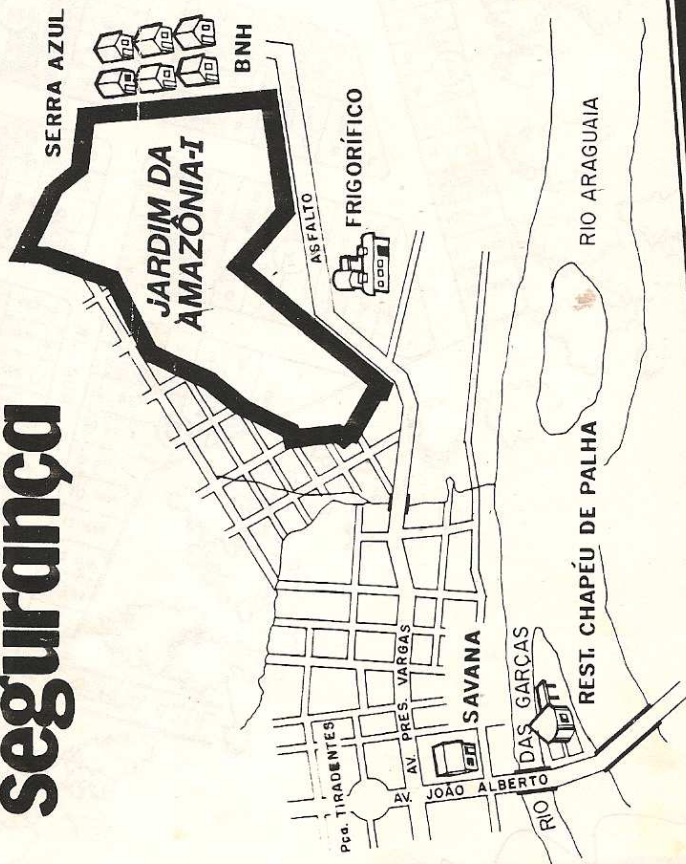 segurança
SERRA AZUL
BNH
JARDIM DA
AMAZÔNIA-I
ASFALTO
FRIGORÍFICO
RIO ARAGUAIA
Pça. TIRADENTES
AV. PRES. VARGAS
SAVANA
AV. JOÃO ALBERTO
RIO DAS GARÇAS
REST. CHAPÉU DE PALHA